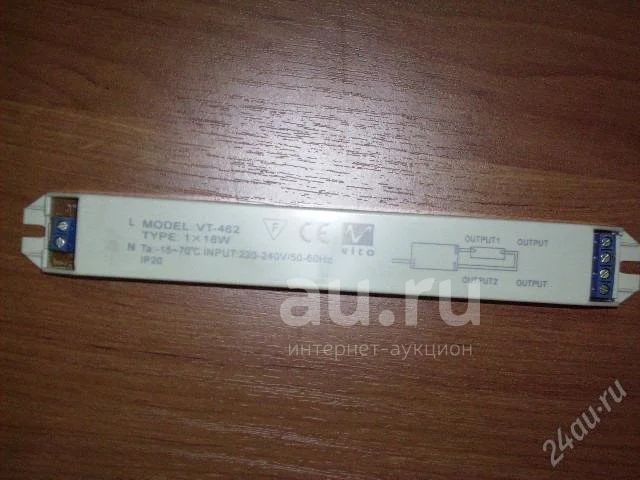 L MODEL: VT-462
TYPE: 1×18W
N Ta:-15~70℃ INPUT:220-240V/50-60Hz
IP20
F
vito
OUTPUT1 OUTPUT
OUTPUT2 OUTPUT
au.ru
интернет-аукцион
24au.ru